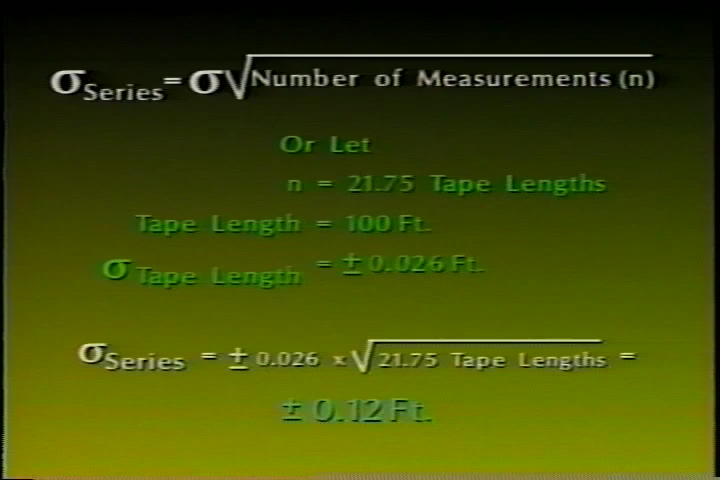 σSeries = σ√Number of Measurements (n)
Or Let
n = 21.75 Tape Lengths
Tape Length = 100 Ft.
σ Tape Length = ± 0.026 Ft.
σSeries = ± 0.026 x √21.75 Tape Lengths =
± 0.12 Ft.